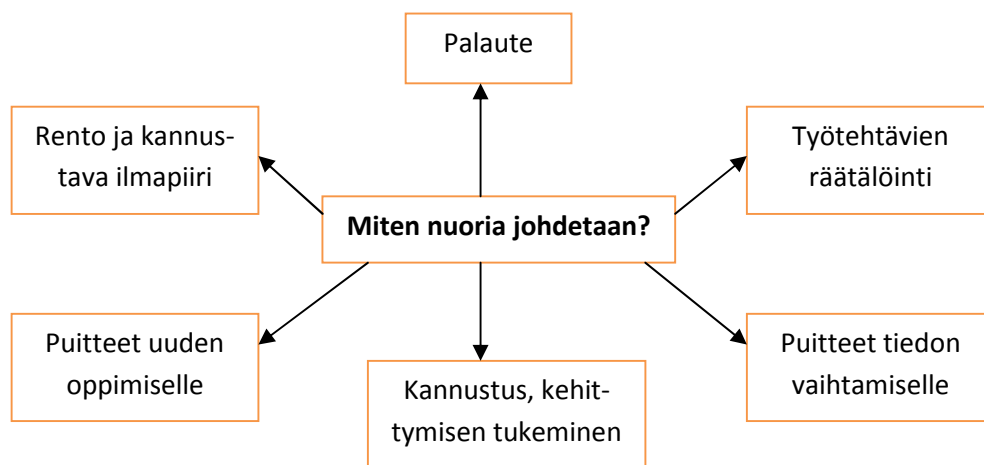 Palaute
Rento ja kannus-
tava ilmapiiri
Työtehtävien
räätälöinti
Miten nuoria johdetaan?
Puitteet uuden
oppimiselle
Kannustus, kehit-
tymisen tukeminen
Puitteet tiedon
vaihtamiselle